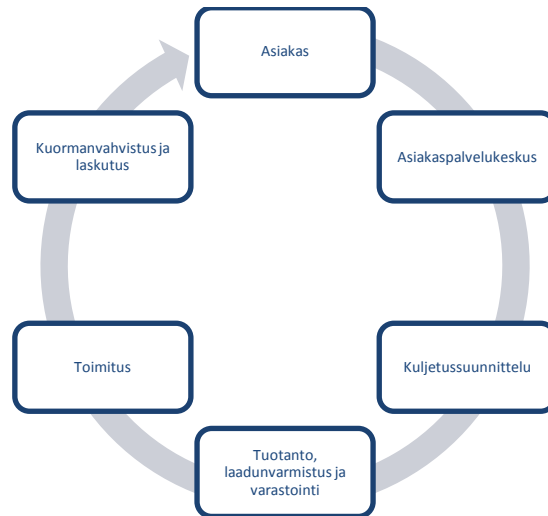 Asiakas
Asiakaspalvelukeskus
Kuljetussuunnittelu
Tuotanto,
laadunvarmistus ja
varastointi
Toimitus
Kuormanvahvistus ja
laskutus